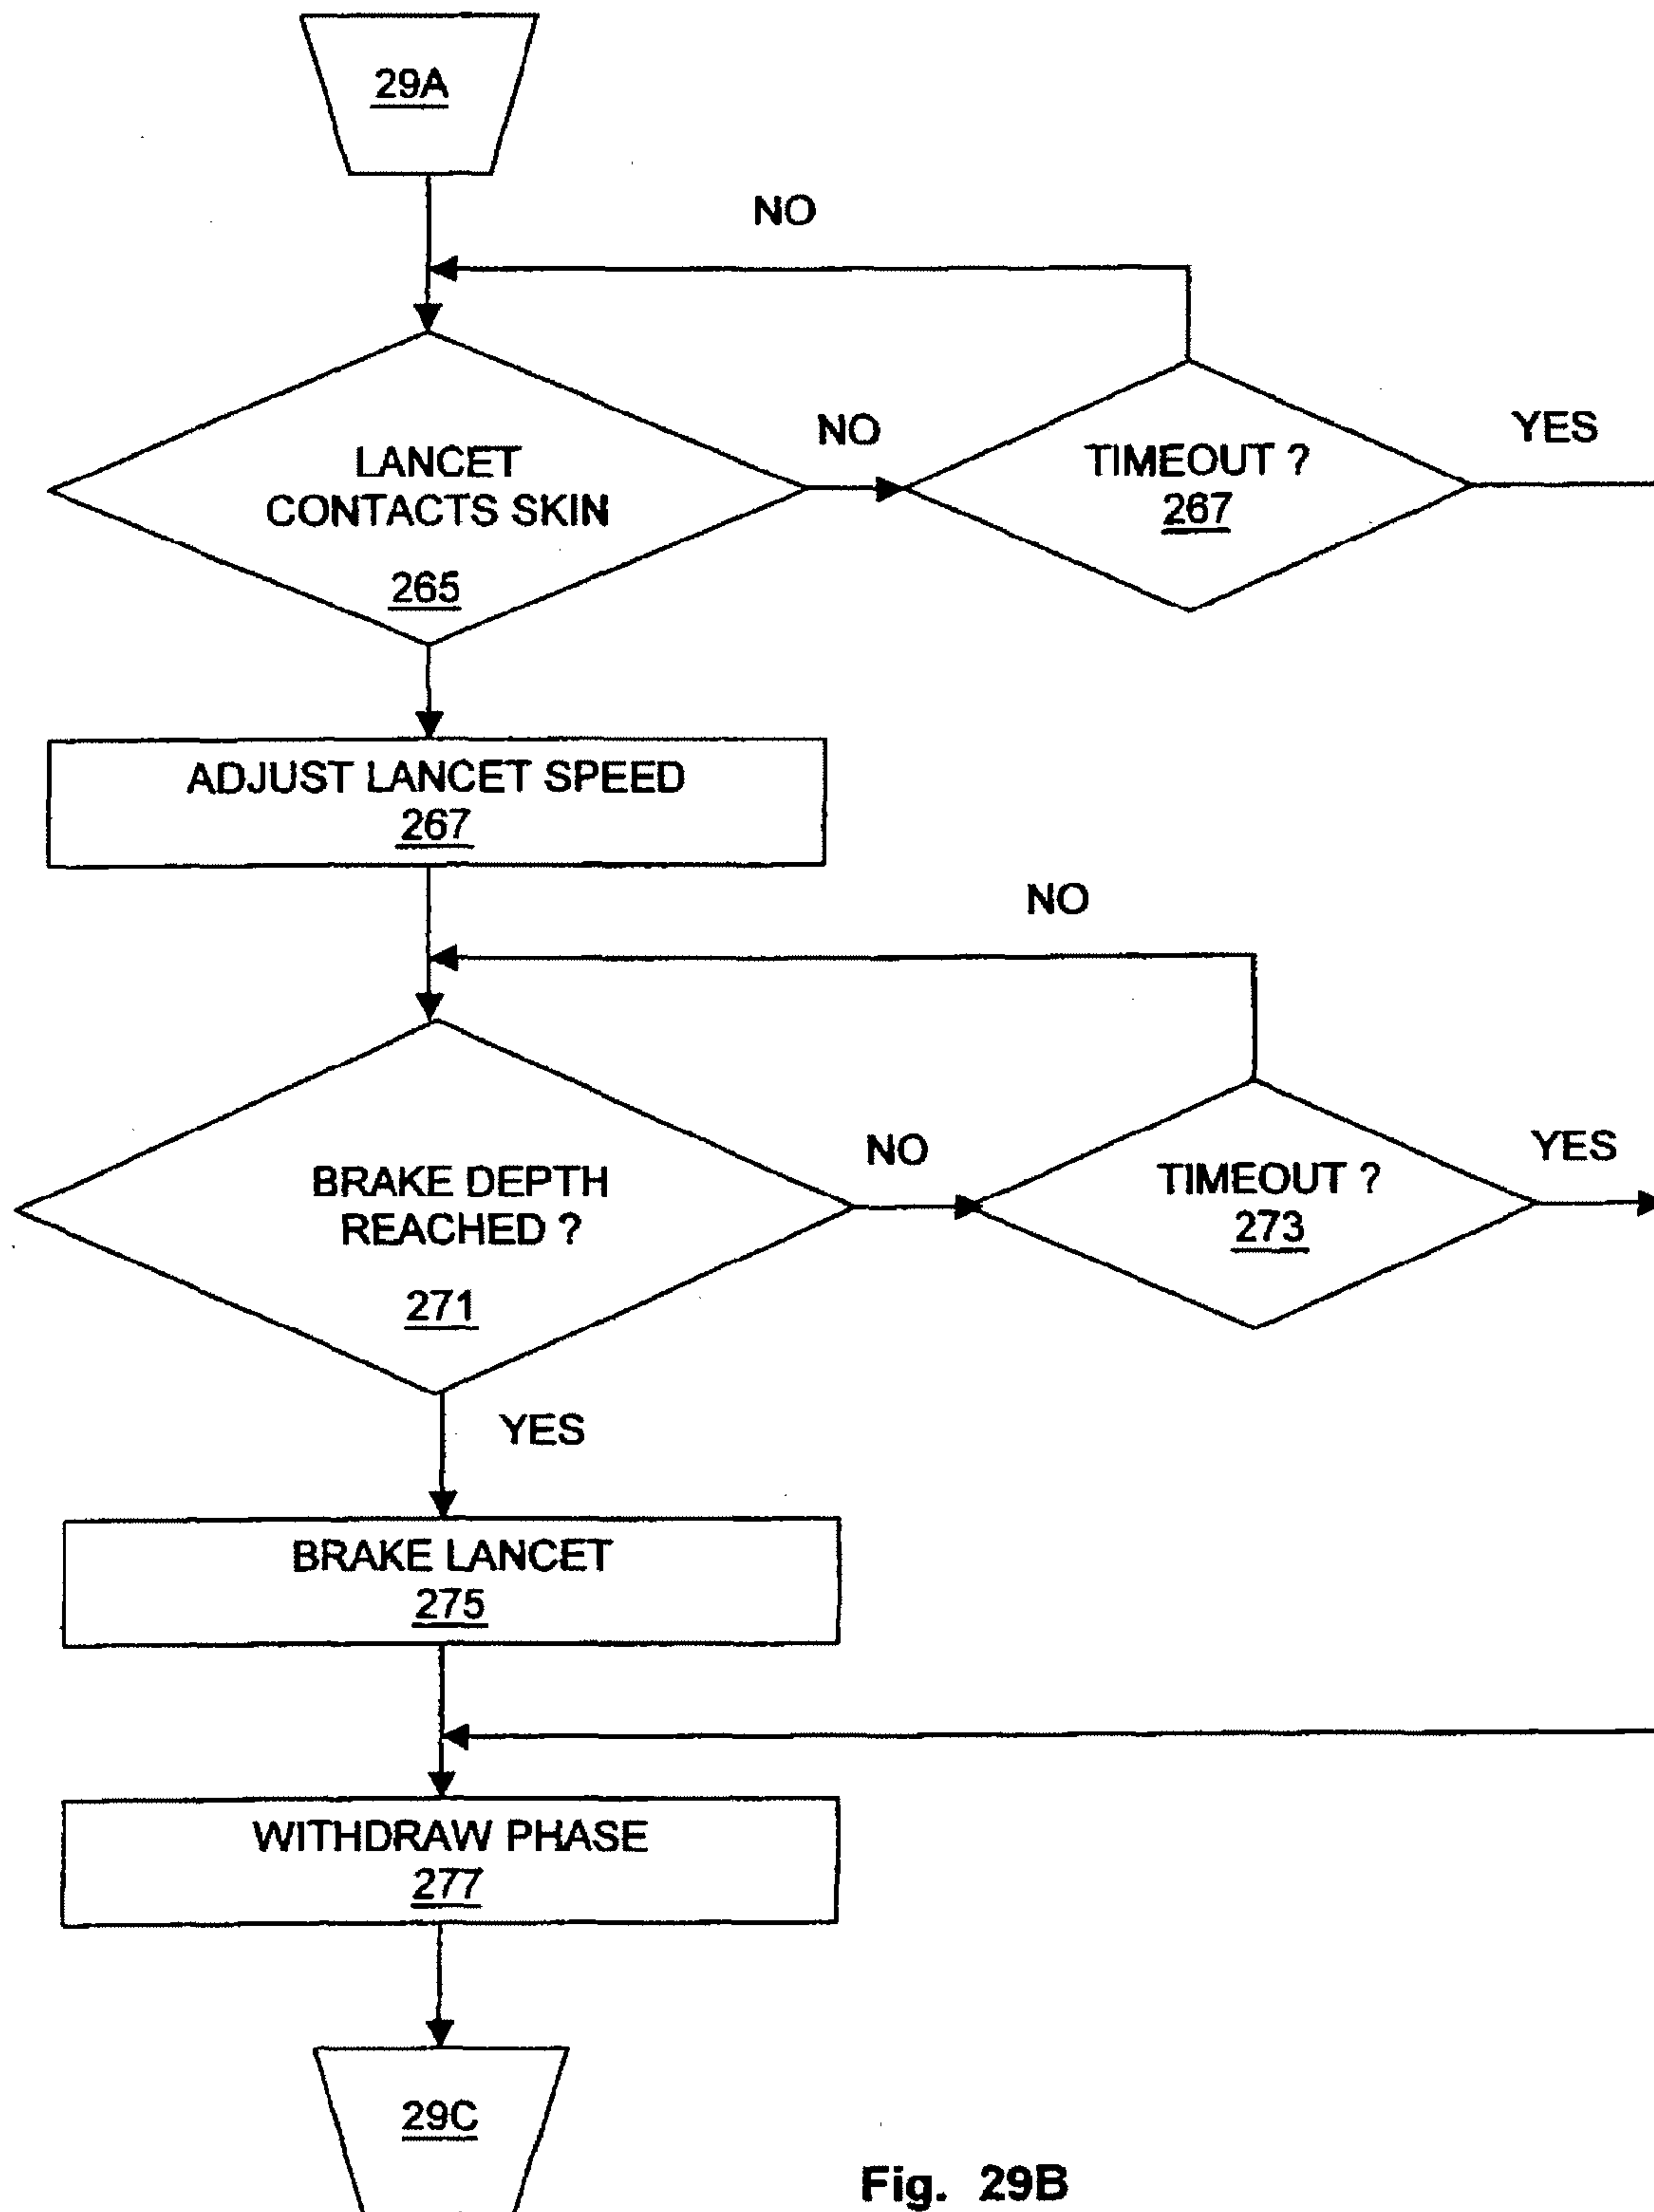 29A
NO
LANCET
CONTACTS SKIN
265
NO
TIMEOUT ?
267
YES
ADJUST LANCET SPEED
267
NO
BRAKE DEPTH
REACHED ?
271
NO
TIMEOUT ?
273
YES
YES
BRAKE LANCET
275
WITHDRAW PHASE
277
29C
Fig. 29B